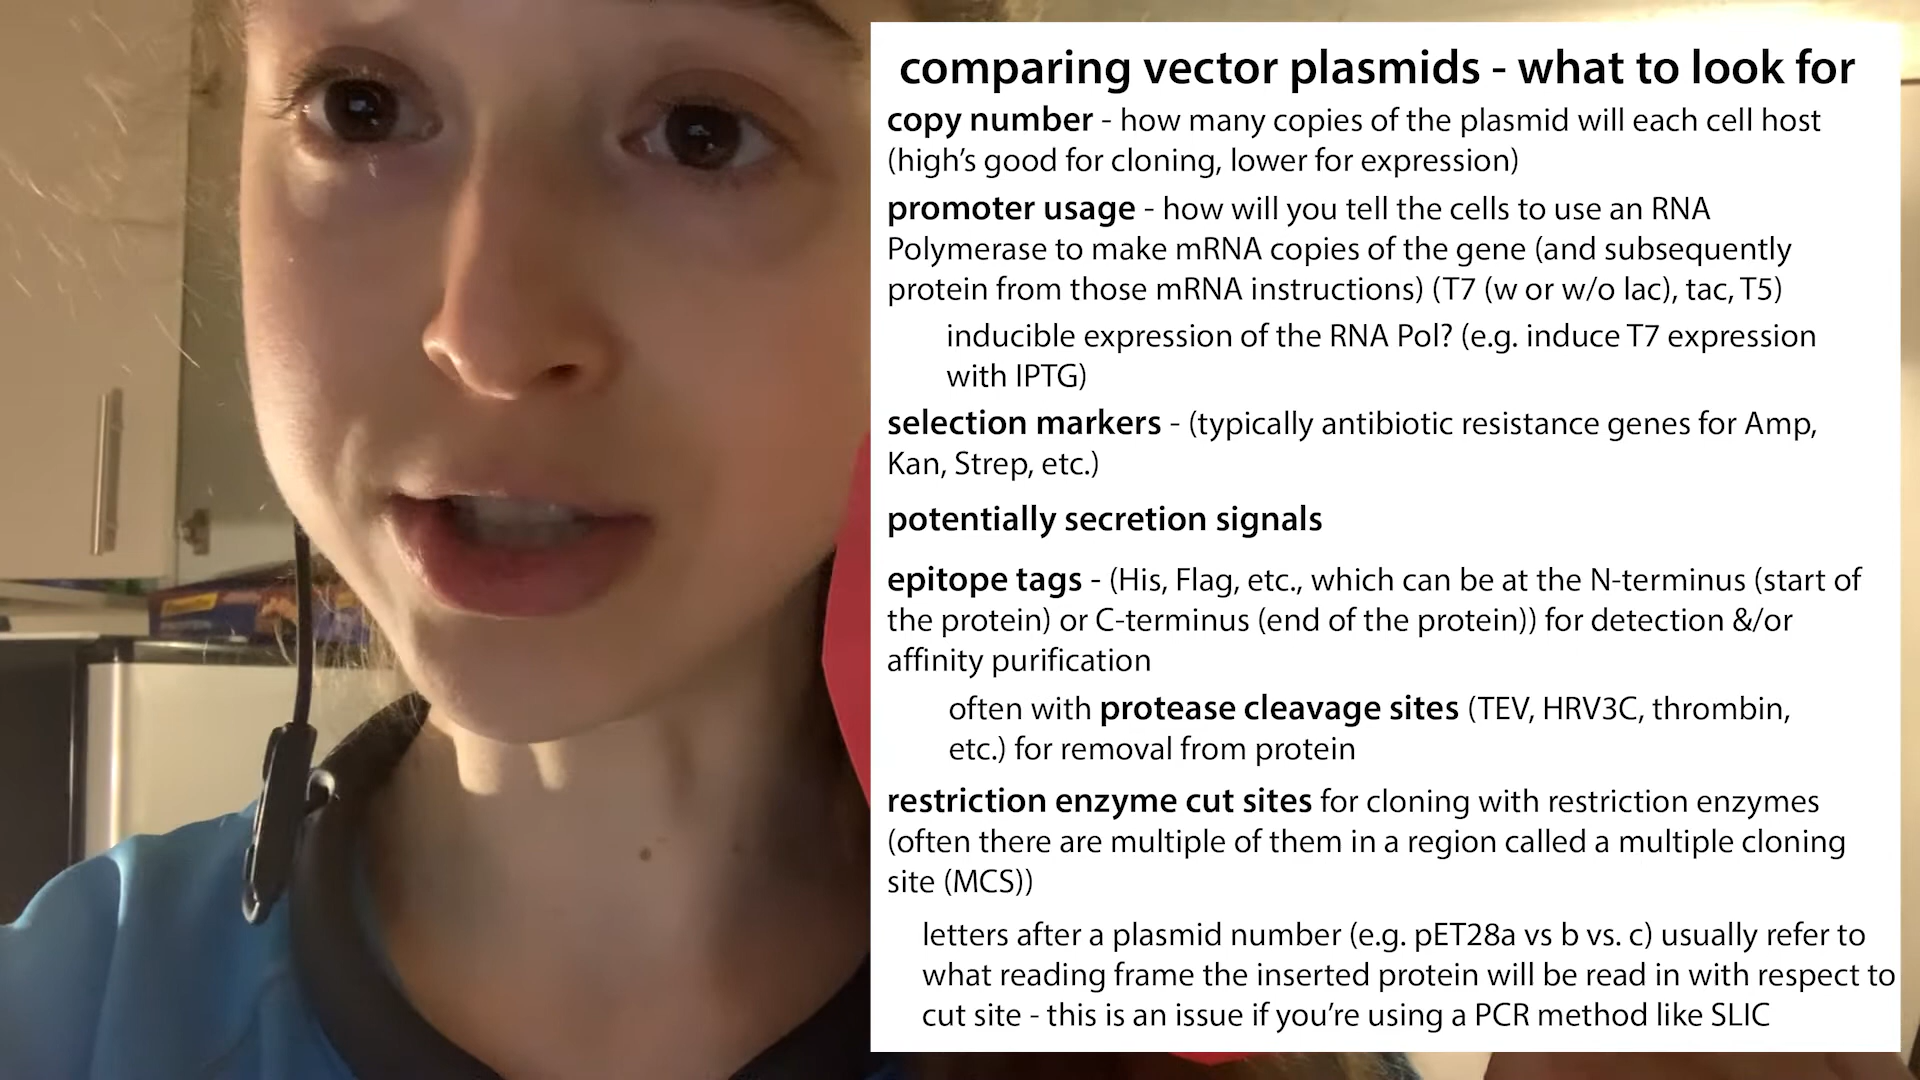 comparing vector plasmids - what to look for
copy number - how many copies of the plasmid will each cell host
(high's good for cloning, lower for expression)
promoter usage - how will you tell the cells to use an RNA
Polymerase to make mRNA copies of the gene (and subsequently
protein from those mRNA instructions) (T7 (w or w/o lac), tac, T5)
inducible expression of the RNA Pol? (e.g. induce T7 expression
with IPTG)
selection markers - (typically antibiotic resistance genes for Amp,
Kan, Strep, etc.)
potentially secretion signals
epitope tags - (His, Flag, etc., which can be at the N-terminus (start of
the protein) or C-terminus (end of the protein)) for detection &/or
affinity purification
often with protease cleavage sites (TEV, HRV3C, thrombin,
etc.) for removal from protein
restriction enzyme cut sites for cloning with restriction enzymes
(often there are multiple of them in a region called a multiple cloning
site (MCS))
letters after a plasmid number (e.g. pET28a vs b vs. c) usually refer to
what reading frame the inserted protein will be read in with respect to
cut site - this is an issue if you're using a PCR method like SLIC